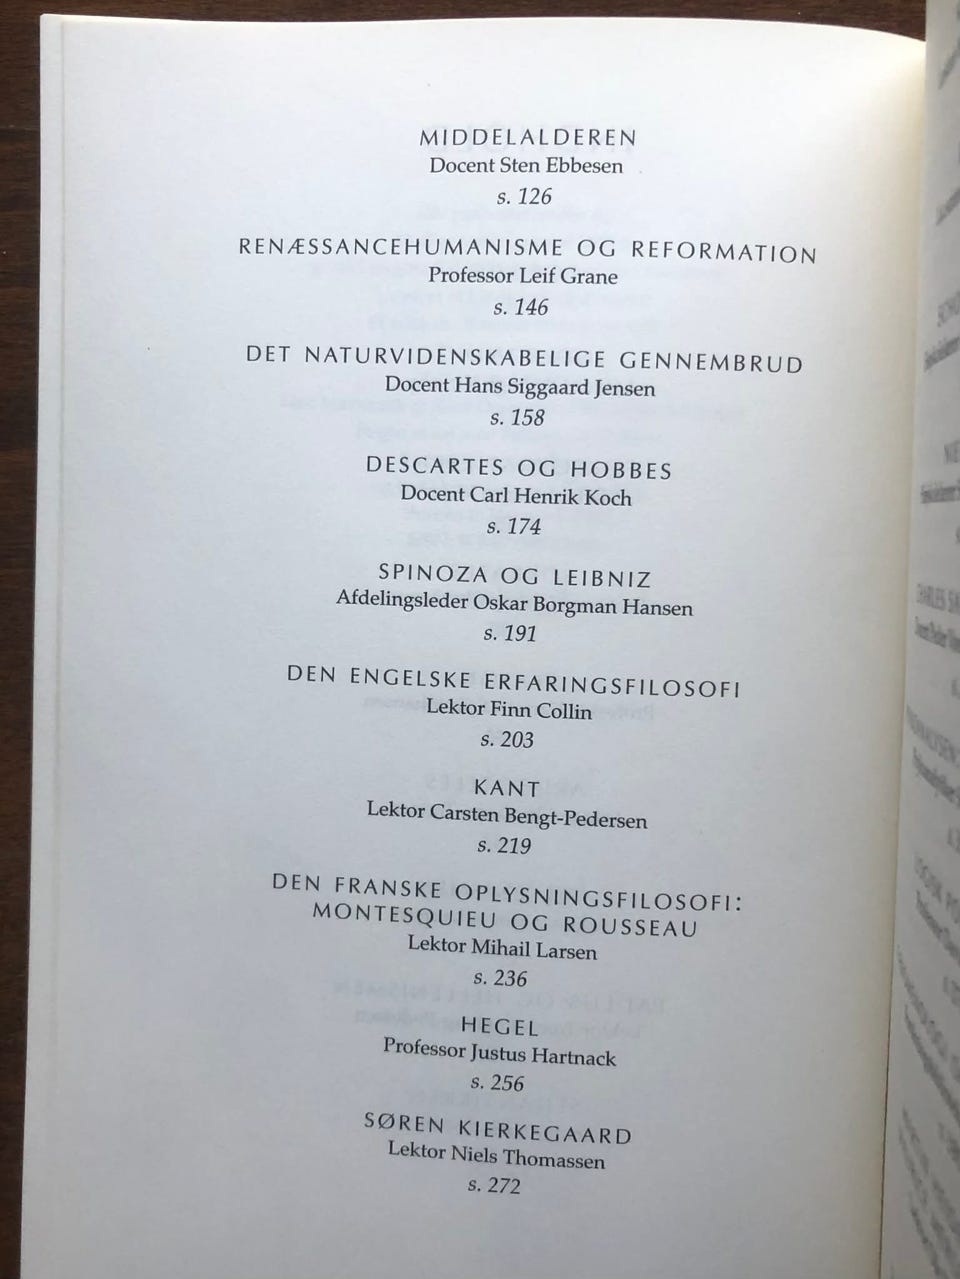 MIDDELALDEREN
Docent Sten Ebbesen
s. 126
RENÆSSANCEHUMANISME OG REFORMATION
Professor Leif Grane
s. 146
DET NATURVIDENSKABELIGE GENNEMBRUD
Docent Hans Siggaard Jensen
s. 158
DESCARTES OG HOBBES
Docent Carl Henrik Koch
s. 174
SPINOZA OG LEIBNIZ
Afdelingsleder Oskar Borgman Hansen
s. 191
DEN ENGELSKE ERFARINGSFILOSOFI
Lektor Finn Collin
s. 203
KANT
Lektor Carsten Bengt-Pedersen
s. 219
DEN FRANSKE OPLYSNINGSFILOSOFI:
MONTESQUIEU OG ROUSSEAU
Lektor Mihail Larsen
s. 236
HEGEL
Professor Justus Hartnack
s. 256
SØREN KIERKEGAARD
Lektor Niels Thomassen
s. 272